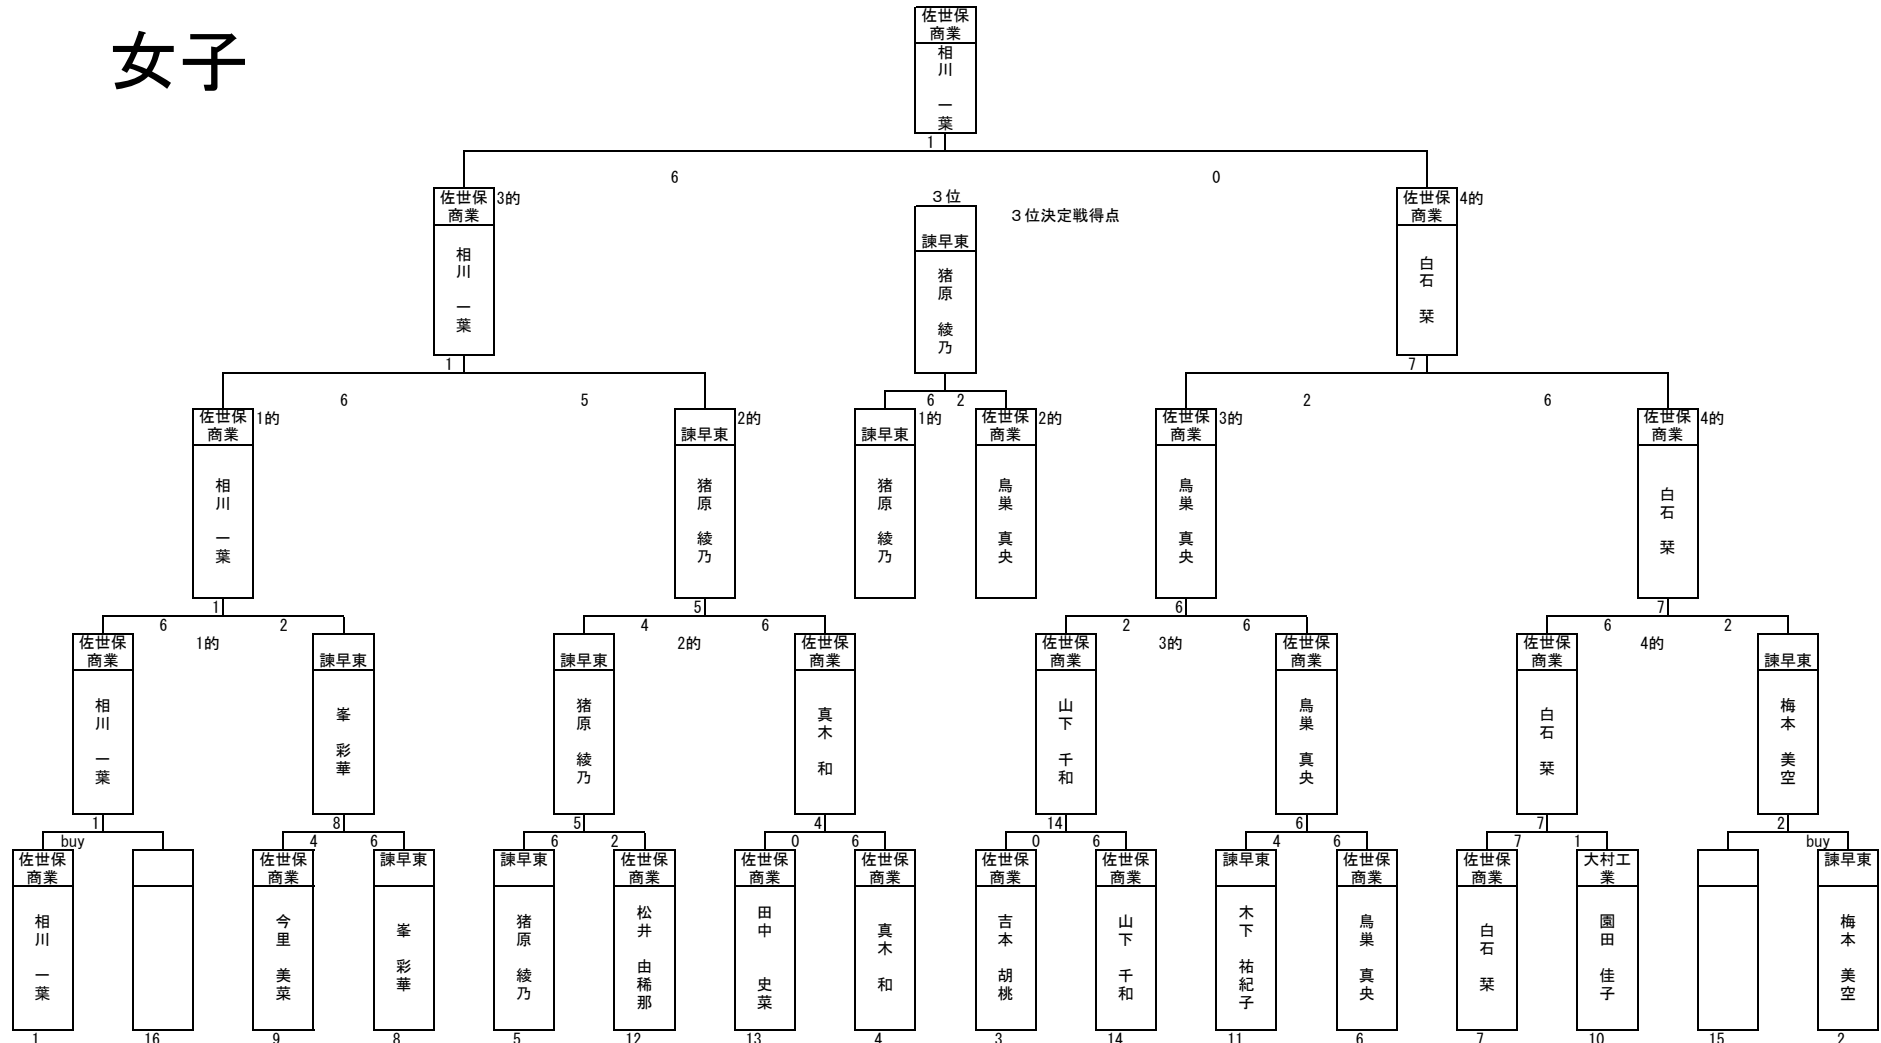 女子
佐世保
商業
相川 一葉
1
6
0
佐世保
商業
3的
相川 一葉
1
３位
諫早東
猪原 綾乃
３位決定戦得点
佐世保
商業
4的
白石 栞
7
6
5
6 2
2
6
佐世保
商業
1的
相川 一葉
1
諫早東
2的
猪原 綾乃
5
諫早東
1的
猪原 綾乃
佐世保
商業
2的
鳥巣 真央
佐世保
商業
3的
鳥巣 真央
6
佐世保
商業
4的
白石 栞
7
6
2
1的
4
6
2的
2
6
3的
6
2
4的
佐世保
商業
相川 一葉
1
諫早東
峯 彩華
8
諫早東
猪原 綾乃
5
佐世保
商業
真木 和
4
佐世保
商業
山下 千和
14
佐世保
商業
鳥巣 真央
6
佐世保
商業
白石 栞
7
諫早東
梅本 美空
2
buy
4
6
6
2
0
6
0
6
4
6
7
1
buy
佐世保
商業
相川 一葉
1
16
佐世保
商業
今里 美菜
9
諫早東
峯 彩華
8
諫早東
猪原 綾乃
5
佐世保
商業
松井 由稀那
12
佐世保
商業
田中 史菜
13
佐世保
商業
真木 和
4
佐世保
商業
吉本 胡桃
3
佐世保
商業
山下 千和
14
諫早東
木下 祐紀子
11
佐世保
商業
鳥巣 真央
6
佐世保
商業
白石 栞
7
大村工
業
園田 佳子
10
15
諫早東
梅本 美空
2